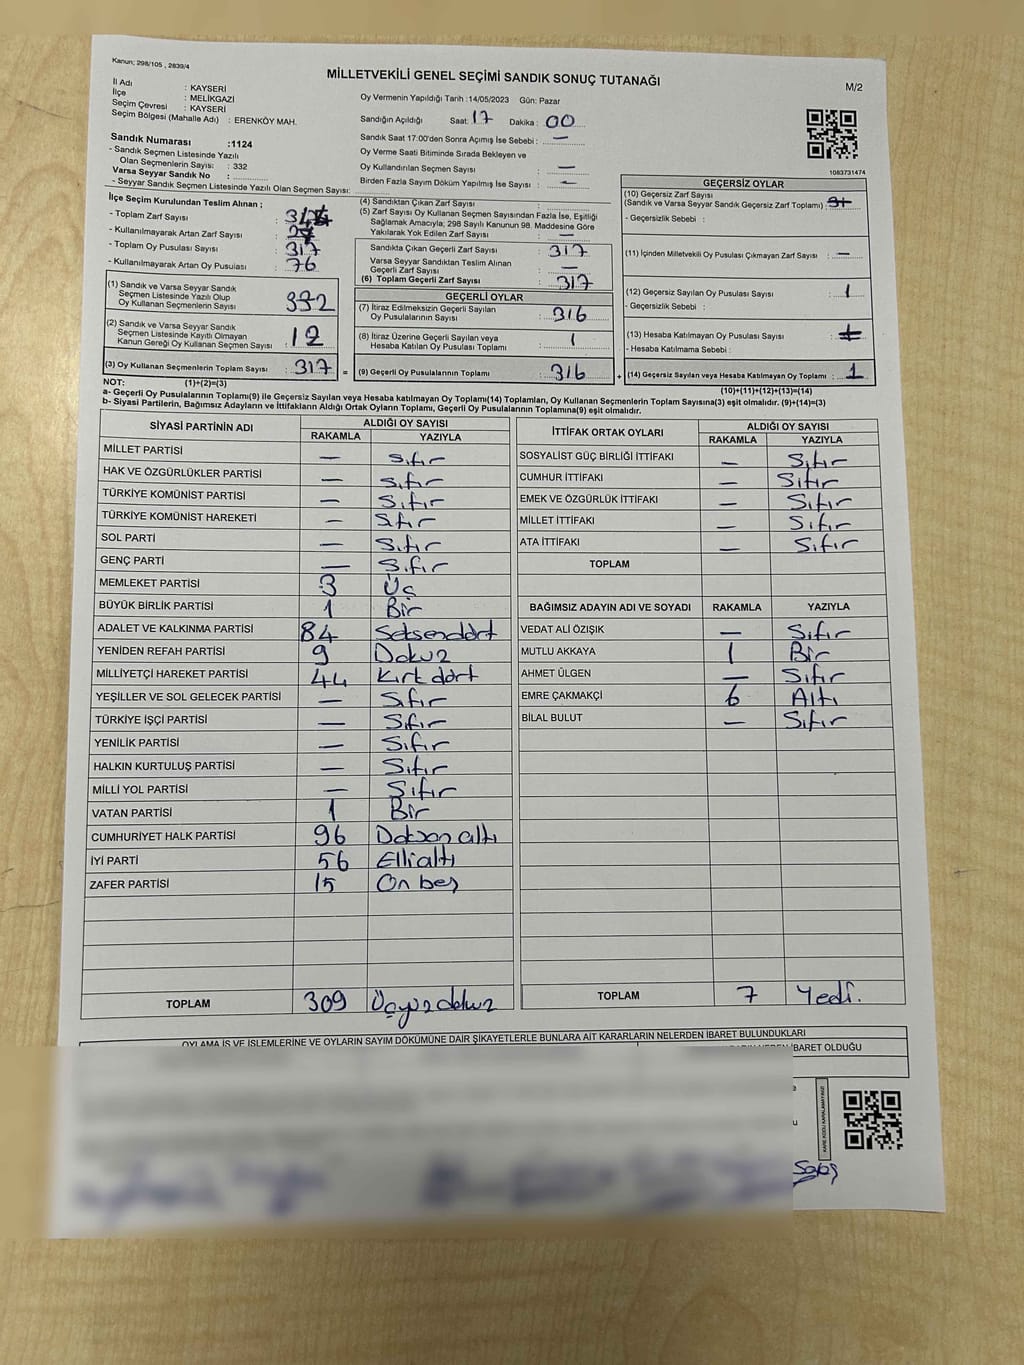 Kanun; 298/105 , 2839/4
MİLLETVEKİLİ GENEL SEÇİMİ SANDIK SONUÇ TUTANAĞI
M/2
İl Adı : KAYSERİ
İlçe : MELİKGAZİ
Seçim Çevresi : KAYSERİ
Seçim Bölgesi (Mahalle Adı) : ERENKÖY MAH.
Sandık Numarası :1124
- Sandık Seçmen Listesinde Yazılı
Olan Seçmenlerin Sayısı: : 332
Varsa Seyyar Sandık No :
- Seyyar Sandık Seçmen Listesinde Yazılı Olan Seçmen Sayısı:
Oy Vermenin Yapıldığı Tarih :14/05/2023 Gün: Pazar
Sandığın Açıldığı Saat: 17 Dakika : 00
Sandık Saat 17:00'den Sonra Açımış İse Sebebi : —
Oy Verme Saati Bitiminde Sırada Bekleyen ve
Oy Kullandırılan Seçmen Sayısı : —
Birden Fazla Sayım Döküm Yapılmış İse Sayısı : —
1083731474
İlçe Seçim Kurulundan Teslim Alınan ;
- Toplam Zarf Sayısı :
- Kullanılmayarak Artan Zarf Sayısı :
- Toplam Oy Pusulası Sayısı : 317
- Kullanılmayarak Artan Oy Pusulası : 76
(1) Sandık ve Varsa Seyyar Sandık
Seçmen Listesinde Yazılı Olup
Oy Kullanan Seçmenlerin Sayısı :
(2) Sandık ve Varsa Seyyar Sandık
Seçmen Listesinde Kayıtlı Olmayan
Kanun Gereği Oy Kullanan Seçmen Sayısı : 12
(3) Oy Kullanan Seçmenlerin Toplam Sayısı : 317 =
(4) Sandıktan Çıkan Zarf Sayısı :
(5) Zarf Sayısı Oy Kullanan Seçmen Sayısından Fazla İse, Eşitliği
Sağlamak Amacıyla; 298 Sayılı Kanunun 98. Maddesine Göre
Yakılarak Yok Edilen Zarf Sayısı : —
Sandıkta Çıkan Geçerli Zarf Sayısı : 317
Varsa Seyyar Sandıktan Teslim Alınan
Geçerli Zarf Sayısı : —
(6) Toplam Geçerli Zarf Sayısı : 317
GEÇERLİ OYLAR
(7) İtiraz Edilmeksizin Geçerli Sayılan
Oy Pusulalarının Sayısı : 316
(8) İtiraz Üzerine Geçerli Sayılan veya
Hesaba Katılan Oy Pusulası Toplamı : 1
(9) Geçerli Oy Pusulalarının Toplamı : 316 +
GEÇERSİZ OYLAR
(10) Geçersiz Zarf Sayısı
(Sandık ve Varsa Seyyar Sandık Geçersiz Zarf Toplamı) :
- Geçersizlik Sebebi :
(11) İçinden Milletvekili Oy Pusulası Çıkmayan Zarf Sayısı : —
(12) Geçersiz Sayılan Oy Pusulası Sayısı : 1
- Geçersizlik Sebebi :
(13) Hesaba Katılmayan Oy Pusulası Sayısı :
- Hesaba Katılmama Sebebi :
(14) Geçersiz Sayılan veya Hesaba Katılmayan Oy Pusulası Toplamı : 1
NOT: (1)+(2)=(3) (10)+(11)+(12)+(13)=(14)
a- Geçerli Oy Pusulalarının Toplamı(9) ile Geçersiz Sayılan veya Hesaba Katılmayan Oy Toplamı(14) Toplamları, Oy Kullanan Seçmenlerin Toplam Sayısına(3) eşit olmalıdır. (9)+(14)=(3)
b- Siyasi Partilerin, Bağımsız Adayların ve İttifakların Aldığı Ortak Oyların Toplamı, Geçerli Oy Pusulalarının Toplamına(9) eşit olmalıdır.
SİYASİ PARTİNİN ADI ALDIĞI OY SAYISI
RAKAMLA YAZIYLA
MİLLET PARTİSİ — Sıfır
HAK VE ÖZGÜRLÜKLER PARTİSİ — Sıfır
TÜRKİYE KOMÜNİST PARTİSİ — Sıfır
TÜRKİYE KOMÜNİST HAREKETİ — Sıfır
SOL PARTİ — Sıfır
GENÇ PARTİ — Sıfır
MEMLEKET PARTİSİ 3 Üç
BÜYÜK BİRLİK PARTİSİ 1 Bir
ADALET VE KALKINMA PARTİSİ 84 Seksendört
YENİDEN REFAH PARTİSİ 9 Dokuz
MİLLİYETÇİ HAREKET PARTİSİ 44 Kırk dört
YEŞİLLER VE SOL GELECEK PARTİSİ — Sıfır
TÜRKİYE İŞÇİ PARTİSİ — Sıfır
YENİLİK PARTİSİ — Sıfır
HALKIN KURTULUŞ PARTİSİ — Sıfır
MİLLİ YOL PARTİSİ — Sıfır
VATAN PARTİSİ 1 Bir
CUMHURİYET HALK PARTİSİ 96 Doksan altı
İYİ PARTİ 56 Ellialtı
ZAFER PARTİSİ 15 On beş
TOPLAM 309 Üçyüzdokuz
İTTİFAK ORTAK OYLARI ALDIĞI OY SAYISI
RAKAMLA YAZIYLA
SOSYALİST GÜÇ BİRLİĞİ İTTİFAKI — Sıfır
CUMHUR İTTİFAKI — Sıfır
EMEK VE ÖZGÜRLÜK İTTİFAKI — Sıfır
MİLLET İTTİFAKI — Sıfır
ATA İTTİFAKI — Sıfır
TOPLAM
BAĞIMSIZ ADAYIN ADI VE SOYADI RAKAMLA YAZIYLA
VEDAT ALİ ÖZIŞIK — Sıfır
MUTLU AKKAYA 1 Bir
AHMET ÜLGEN — Sıfır
EMRE ÇAKMAKÇİ 6 Altı
BİLAL BULUT — Sıfır
TOPLAM 7 Yedi.
OYLAMA İŞ VE İŞLEMLERİNE VE OYLARIN SAYIM DÖKÜMÜNE DAİR ŞİKAYETLERLE BUNLARA AİT KARARLARIN NELERDEN İBARET BULUNDUKLARI
İBARET OLDUĞU
KARE KODU KARALAMAYINIZ!